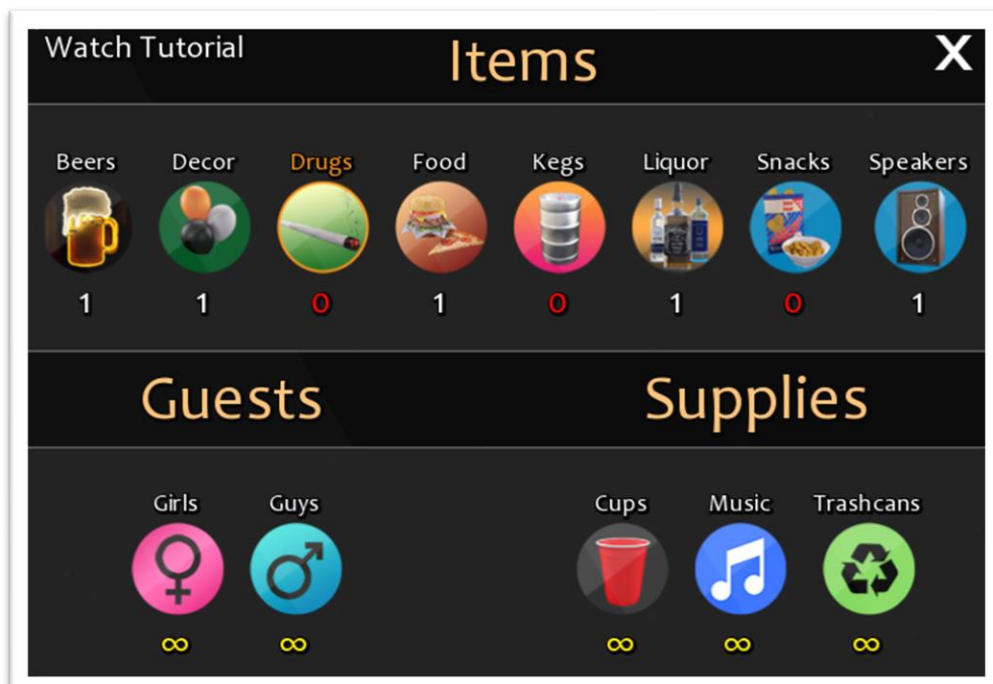 Watch Tutorial
Items
X
Beers Decor Drugs Food Kegs Liquor Snacks Speakers
1 1 0 1 0 1 0 1
Guests Supplies
Girls Guys Cups Music Trashcans
∞ ∞ ∞ ∞ ∞